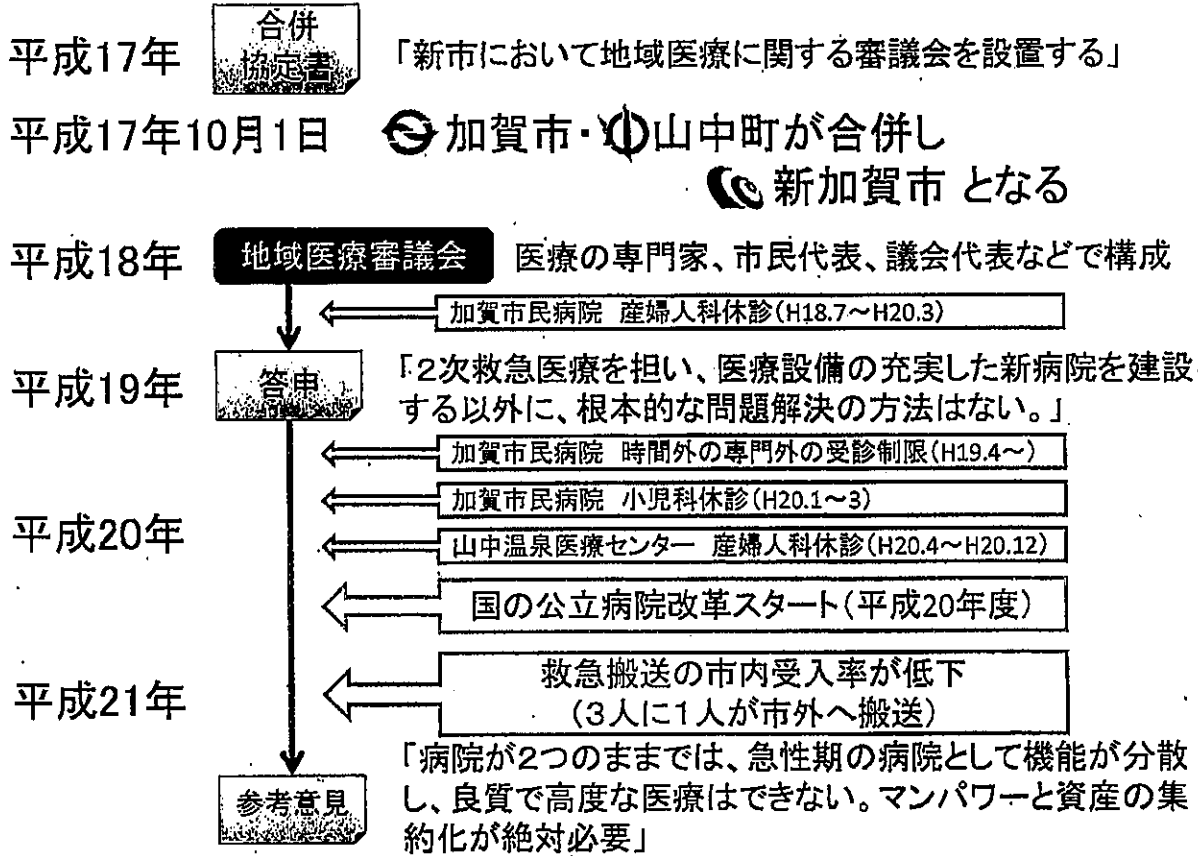 平成17年 合併協定書 「新市において地域医療に関する審議会を設置する」
平成17年10月1日 加賀市・山中町が合併し
新加賀市 となる
平成18年 地域医療審議会 医療の専門家、市民代表、議会代表などで構成
加賀市民病院 産婦人科休診(H18.7～H20.3)
平成19年 答申 「2次救急医療を担い、医療設備の充実した新病院を建設
する以外に、根本的な問題解決の方法はない。」
加賀市民病院 時間外の専門外の受診制限(H19.4～)
加賀市民病院 小児科休診(H20.1～3)
平成20年
山中温泉医療センター 産婦人科休診(H20.4～H20.12)
国の公立病院改革スタート(平成20年度)
平成21年
救急搬送の市内受入率が低下
(3人に1人が市外へ搬送)
参考意見
「病院が2つのままでは、急性期の病院として機能が分散
し、良質で高度な医療はできない。マンパワーと資産の集
約化が絶対必要」